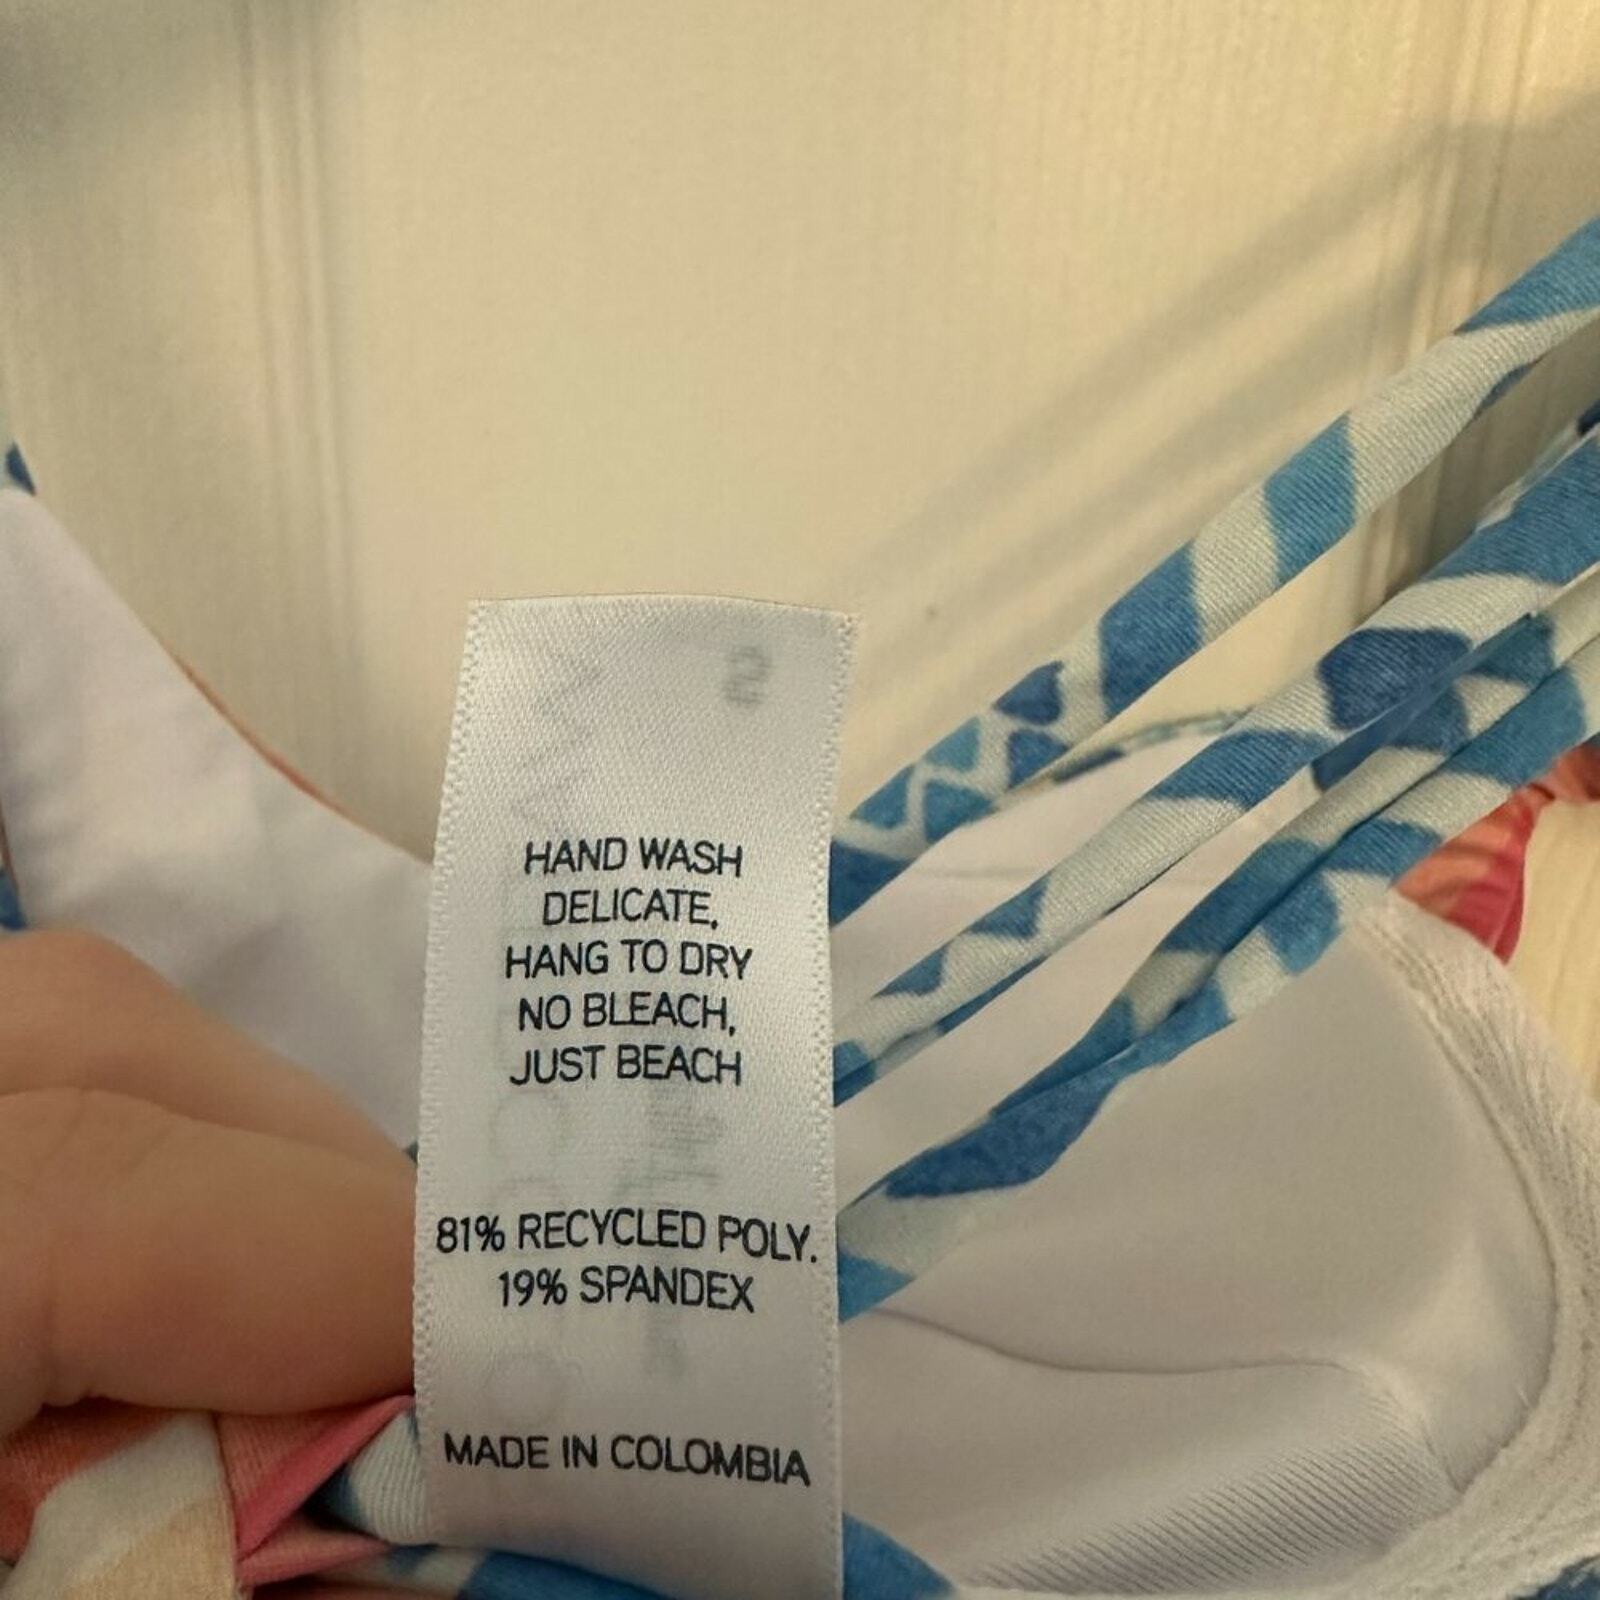 HAND WASH
DELICATE,
HANG TO DRY
NO BLEACH,
JUST BEACH
81% RECYCLED POLY.
19% SPANDEX
MADE IN COLOMBIA